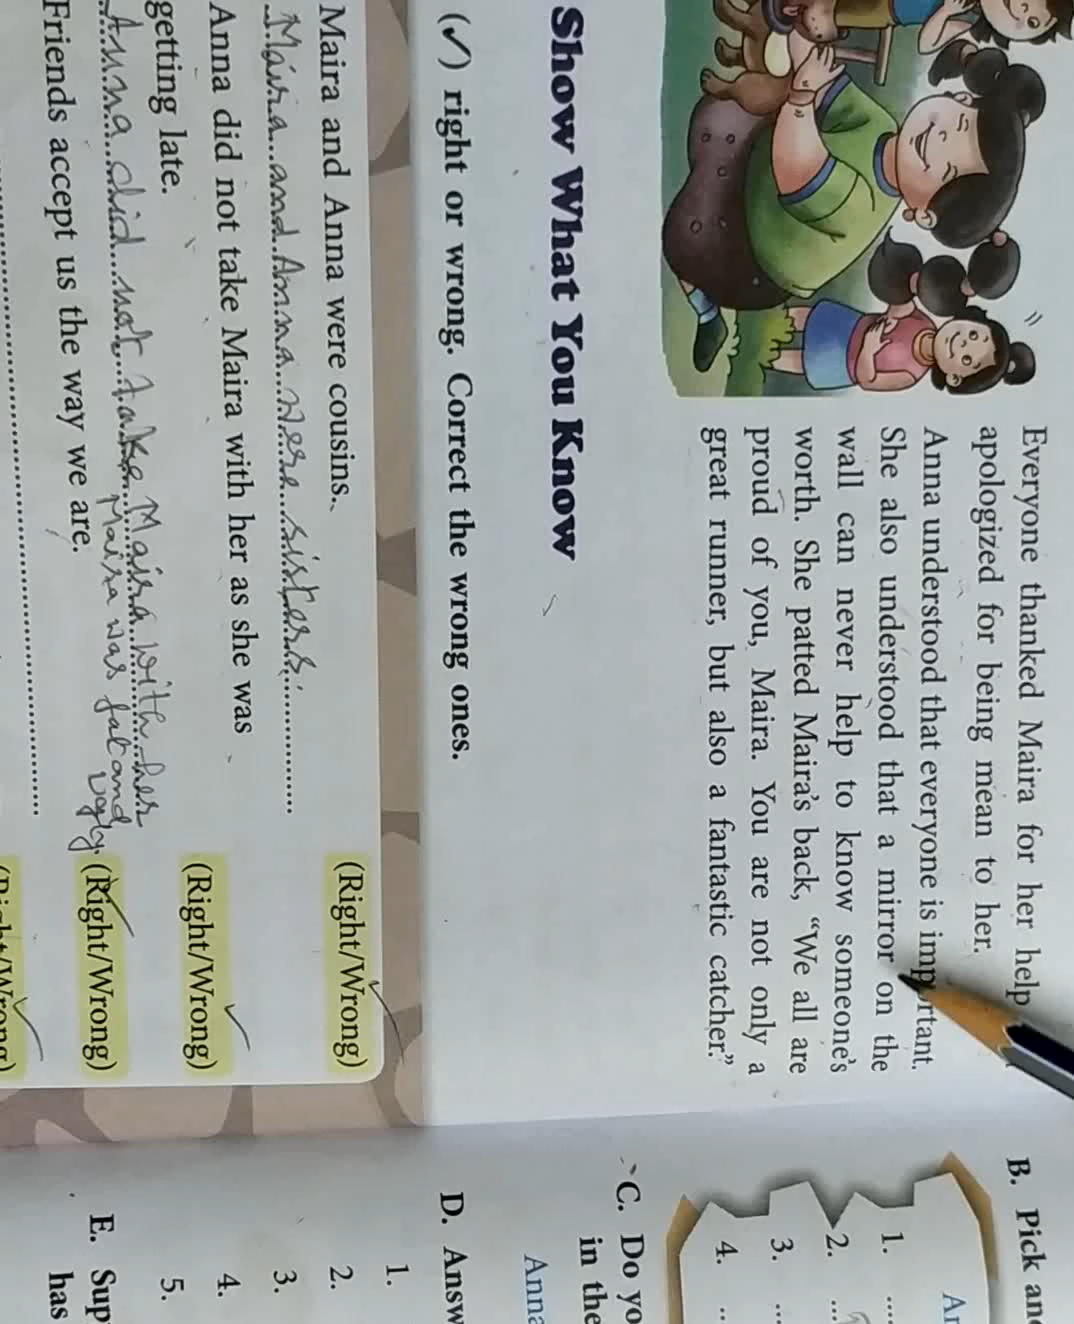 Everyone thanked Maira for her help
apologized for being mean to her.
Anna understood that everyone is important.
She also understood that a mirror on the
wall can never help to know someone's
worth. She patted Maira's back, “We all are
proud of you, Maira. You are not only a
great runner, but also a fantastic catcher.”
Show What You Know
(✓) right or wrong. Correct the wrong ones.
Maira and Anna were cousins.
(Right/Wrong)
Maira and Anna were sisters.
Anna did not take Maira with her as she was
getting late.
(Right/Wrong)
Anna did not take Maira with her
Maira was fat and
ugly.
Friends accept us the way we are.
(Right/Wrong)
(Right/Wrong)
B. Pick and
Ar
1. ....
2. ...
3. ...
4. ..
C. Do yo
in the
Anna
D. Answ
1.
2.
3.
4.
5.
E. Sup
has